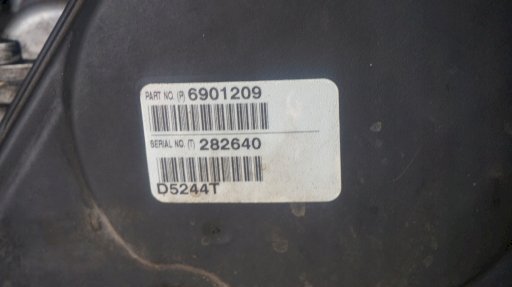 PART NO. (P) 6901209
SERIAL NO. (T) 282640
D5244T